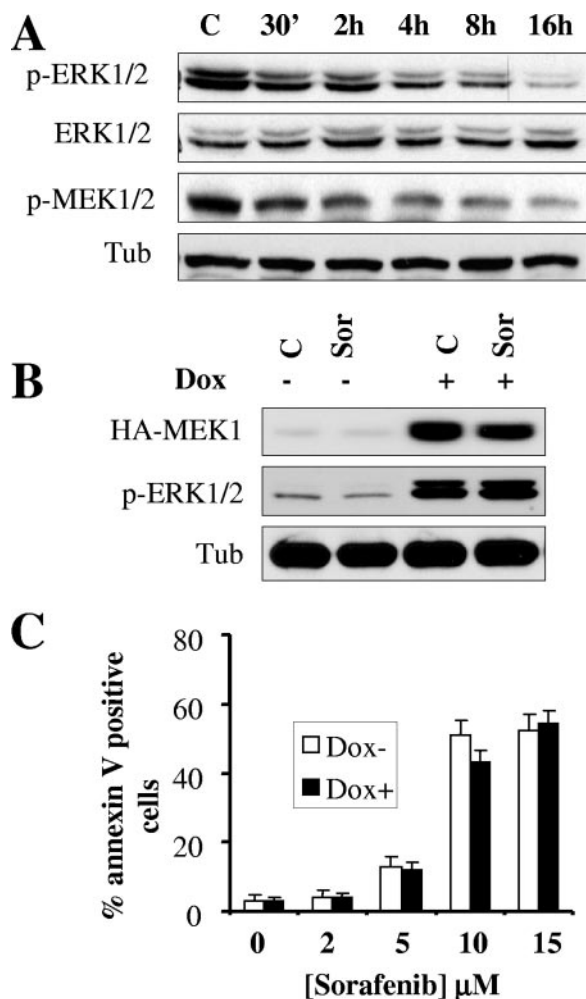 A
C 30’ 2h 4h 8h 16h
p-ERK1/2
ERK1/2
p-MEK1/2
Tub
B
C Sor C Sor
Dox - - + +
HA-MEK1
p-ERK1/2
Tub
C
% annexin V positive
cells
80
60
40
20
0
Dox-
Dox+
0 2 5 10 15
[Sorafenib] µM